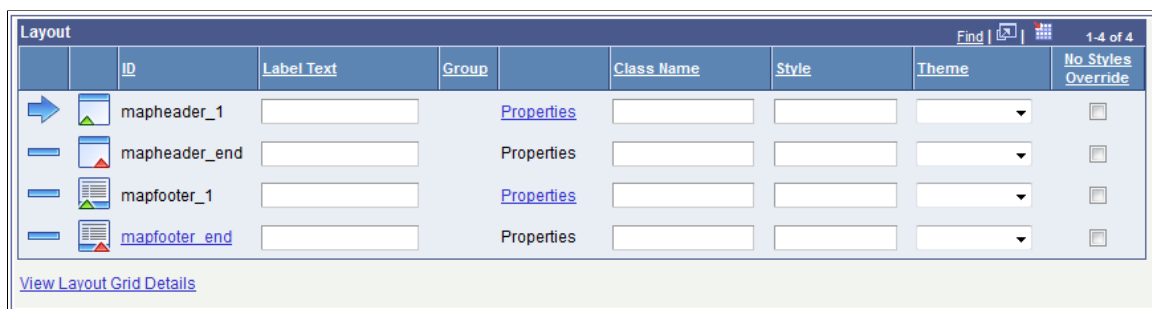 Layout
Find | | 1-4 of 4
ID Label Text Group Class Name Style Theme No Styles Override
mapheader_1 Properties
mapheader_end Properties
mapfooter_1 Properties
mapfooter_end Properties
View Layout Grid Details